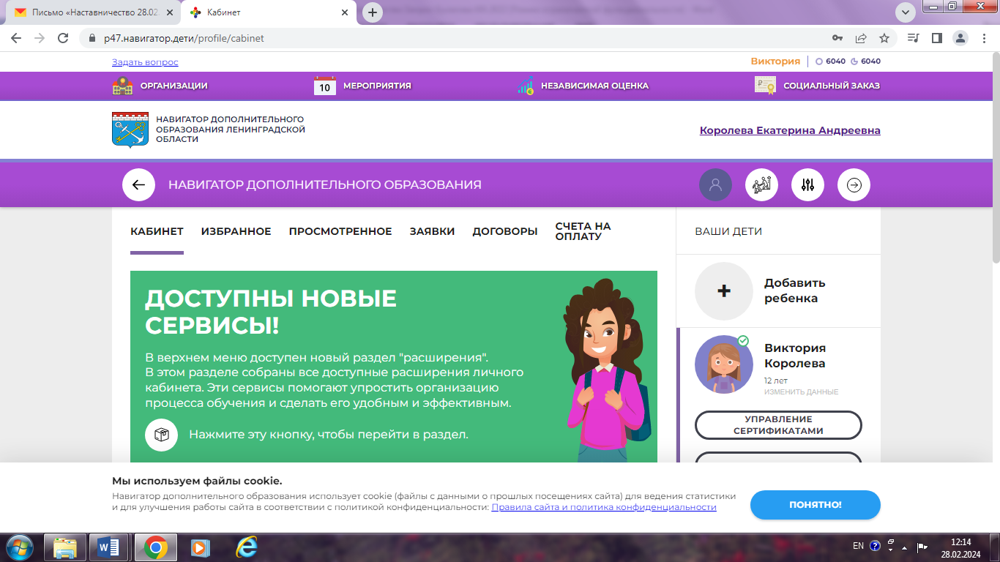 Письмо «Наставничество 28.02
Кабинет
p47.навигатор.дети/profile/cabinet
Задать вопрос
Виктория
6040
6040
ОРГАНИЗАЦИИ
10
МЕРОПРИЯТИЯ
НЕЗАВИСИМАЯ ОЦЕНКА
СОЦИАЛЬНЫЙ ЗАКАЗ
НАВИГАТОР ДОПОЛНИТЕЛЬНОГО
ОБРАЗОВАНИЯ ЛЕНИНГРАДСКОЙ
ОБЛАСТИ
Королева Екатерина Андреевна
НАВИГАТОР ДОПОЛНИТЕЛЬНОГО ОБРАЗОВАНИЯ
КАБИНЕТ
ИЗБРАННОЕ
ПРОСМОТРЕННОЕ
ЗАЯВКИ
ДОГОВОРЫ
СЧЕТА НА
ОПЛАТУ
ВАШИ ДЕТИ
+
Добавить
ребенка
ДОСТУПНЫ НОВЫЕ
СЕРВИСЫ!
В верхнем меню доступен новый раздел "расширения".
В этом разделе собраны все доступные расширения личного
кабинета. Эти сервисы помогают упростить организацию
процесса обучения и сделать его удобным и эффективным.
Нажмите эту кнопку, чтобы перейти в раздел.
Виктория
Королева
12 лет
ИЗМЕНИТЬ ДАННЫЕ
УПРАВЛЕНИЕ
СЕРТИФИКАТАМИ
Мы используем файлы cookie.
Навигатор дополнительного образования использует cookie (файлы с данными о прошлых посещениях сайта) для ведения статистики
и для улучшения работы сайта в соответствии с политикой конфиденциальности: Правила сайта и политика конфиденциальности
ПОНЯТНО!
EN
12:14
28.02.2024